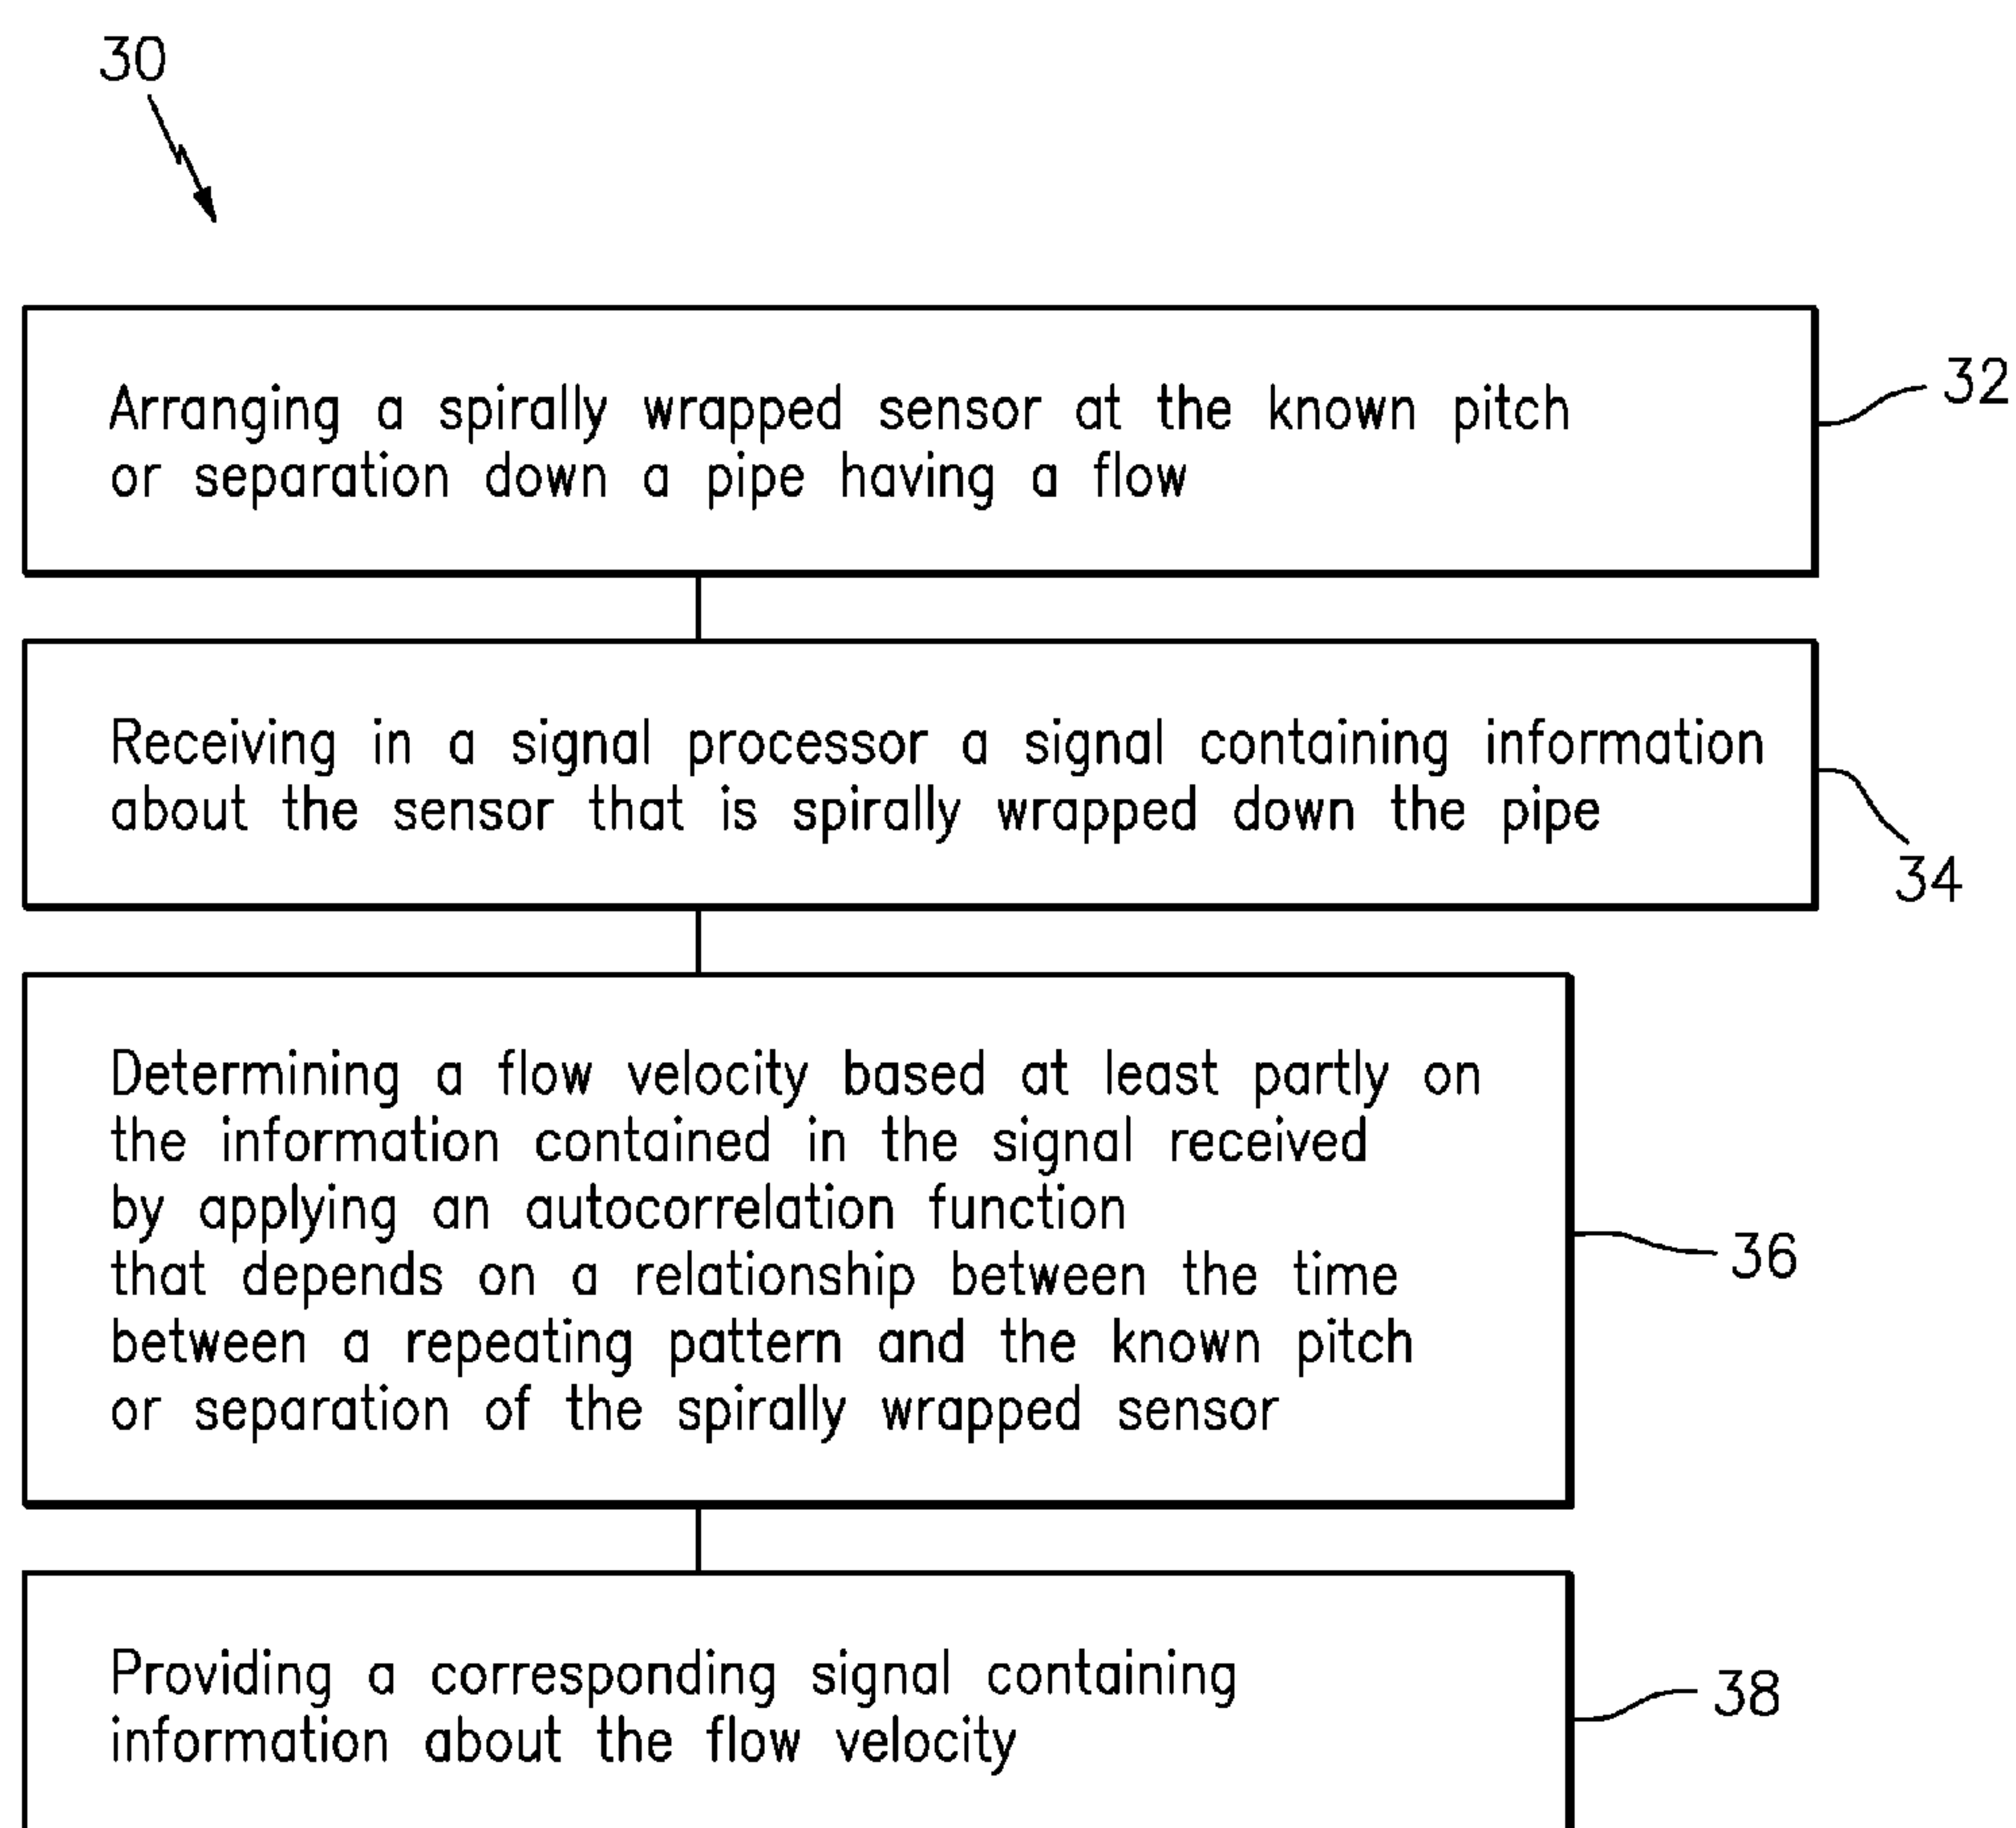 30
Arranging a spirally wrapped sensor at the known pitch
or separation down a pipe having a flow
32
Receiving in a signal processor a signal containing information
about the sensor that is spirally wrapped down the pipe
34
Determining a flow velocity based at least partly on
the information contained in the signal received
by applying an autocorrelation function
that depends on a relationship between the time
between a repeating pattern and the known pitch
or separation of the spirally wrapped sensor
36
Providing a corresponding signal containing
information about the flow velocity
38